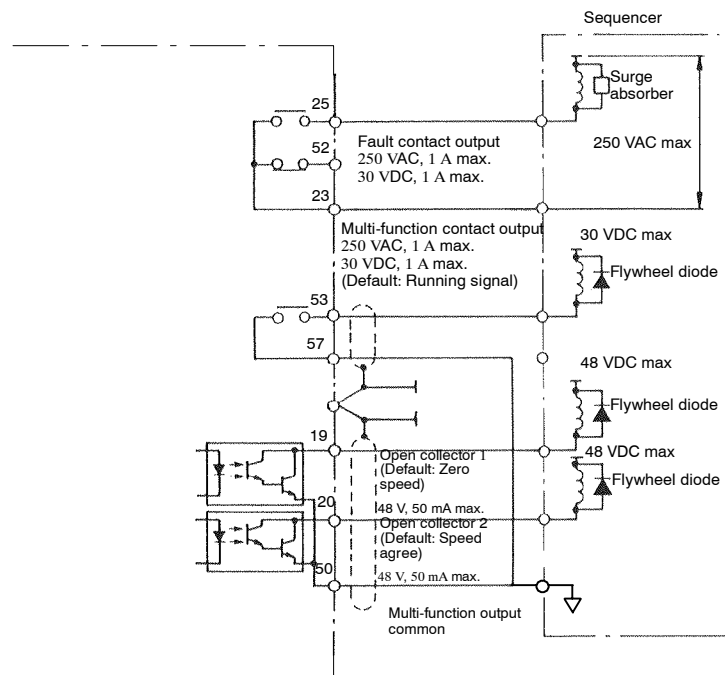 Sequencer
25
Surge
absorber
52
Fault contact output
250 VAC, 1 A max.
30 VDC, 1 A max.
250 VAC max
23
Multi-function contact output
250 VAC, 1 A max.
30 VDC, 1 A max.
(Default: Running signal)
30 VDC max
Flywheel diode
53
57
48 VDC max
Flywheel diode
19
Open collector 1
(Default: Zero
speed)
48 V, 50 mA max.
48 VDC max
Flywheel diode
20
Open collector 2
(Default: Speed
agree)
48 V, 50 mA max.
50
Multi-function output
common